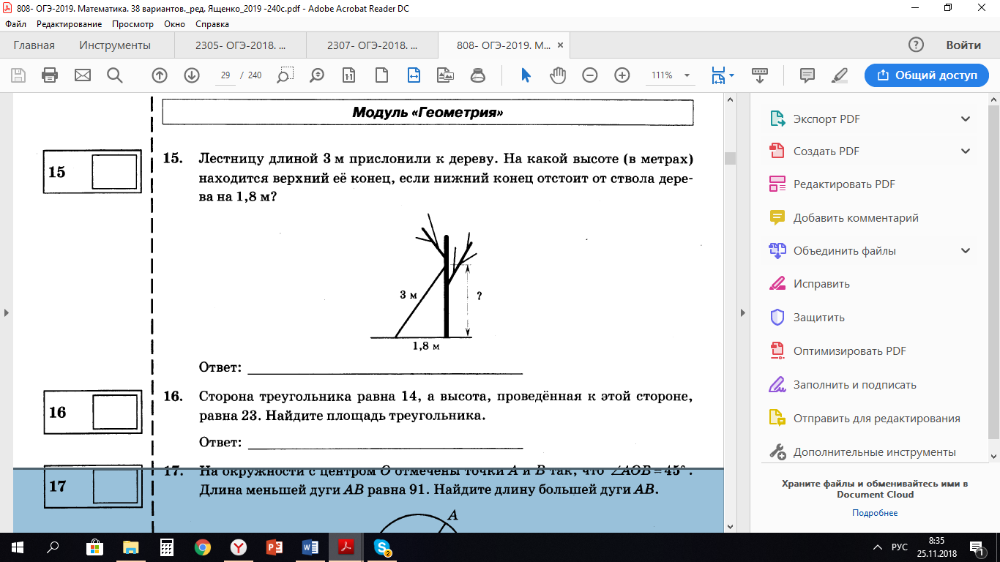 808- ОГЭ-2019. Математика. 38 вариантов._ред. Ященко_2019 -240с.pdf - Adobe Acrobat Reader DC
Файл Редактирование Просмотр Окно Справка
Главная Инструменты 2305- ОГЭ-2018. ... 2307- ОГЭ-2018. ... 808- ОГЭ-2019. М... Войти
29 / 240 111% Общий доступ
Модуль «Геометрия»
15
15. Лестницу длиной 3 м прислонили к дереву. На какой высоте (в метрах)
находится верхний её конец, если нижний конец отстоит от ствола дере-
ва на 1,8 м?
3 м
?
1,8 м
Ответ:
16
16. Сторона треугольника равна 14, а высота, проведённая к этой стороне,
равна 23. Найдите площадь треугольника.
Ответ:
17
17. На окружности с центром O отмечены точки A и B так, что ∠AOB = 45°.
Длина меньшей дуги AB равна 91. Найдите длину большей дуги AB.
A
Экспорт PDF
Создать PDF
Редактировать PDF
Добавить комментарий
Объединить файлы
Исправить
Защитить
Оптимизировать PDF
Заполнить и подписать
Отправить для редактирования
Дополнительные инструменты
Храните файлы и обменивайтесь ими в
Document Cloud
Подробнее
2
РУС
8:35
25.11.2018
1